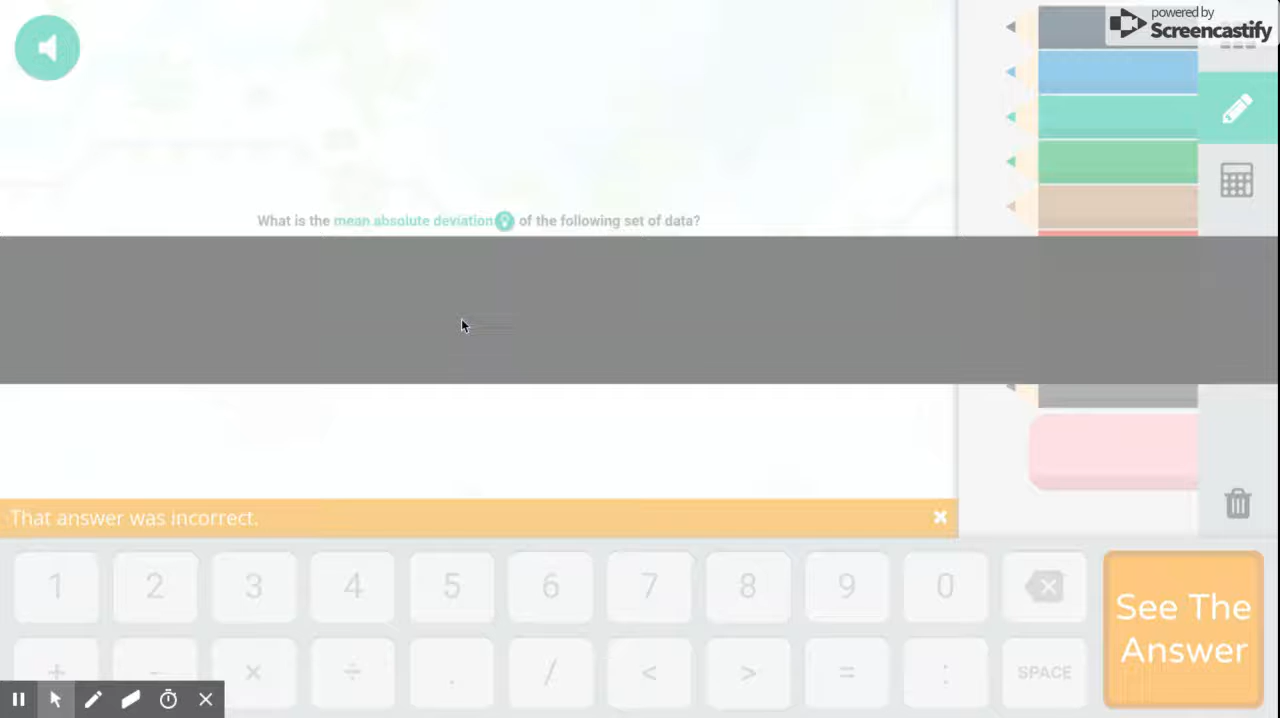 powered by
Screencastify
What is the mean absolute deviation of the following set of data?
That answer was incorrect.
1 2 3 4 5 6 7 8 9 0
+ - × ÷ . / < > = : SPACE
See The
Answer